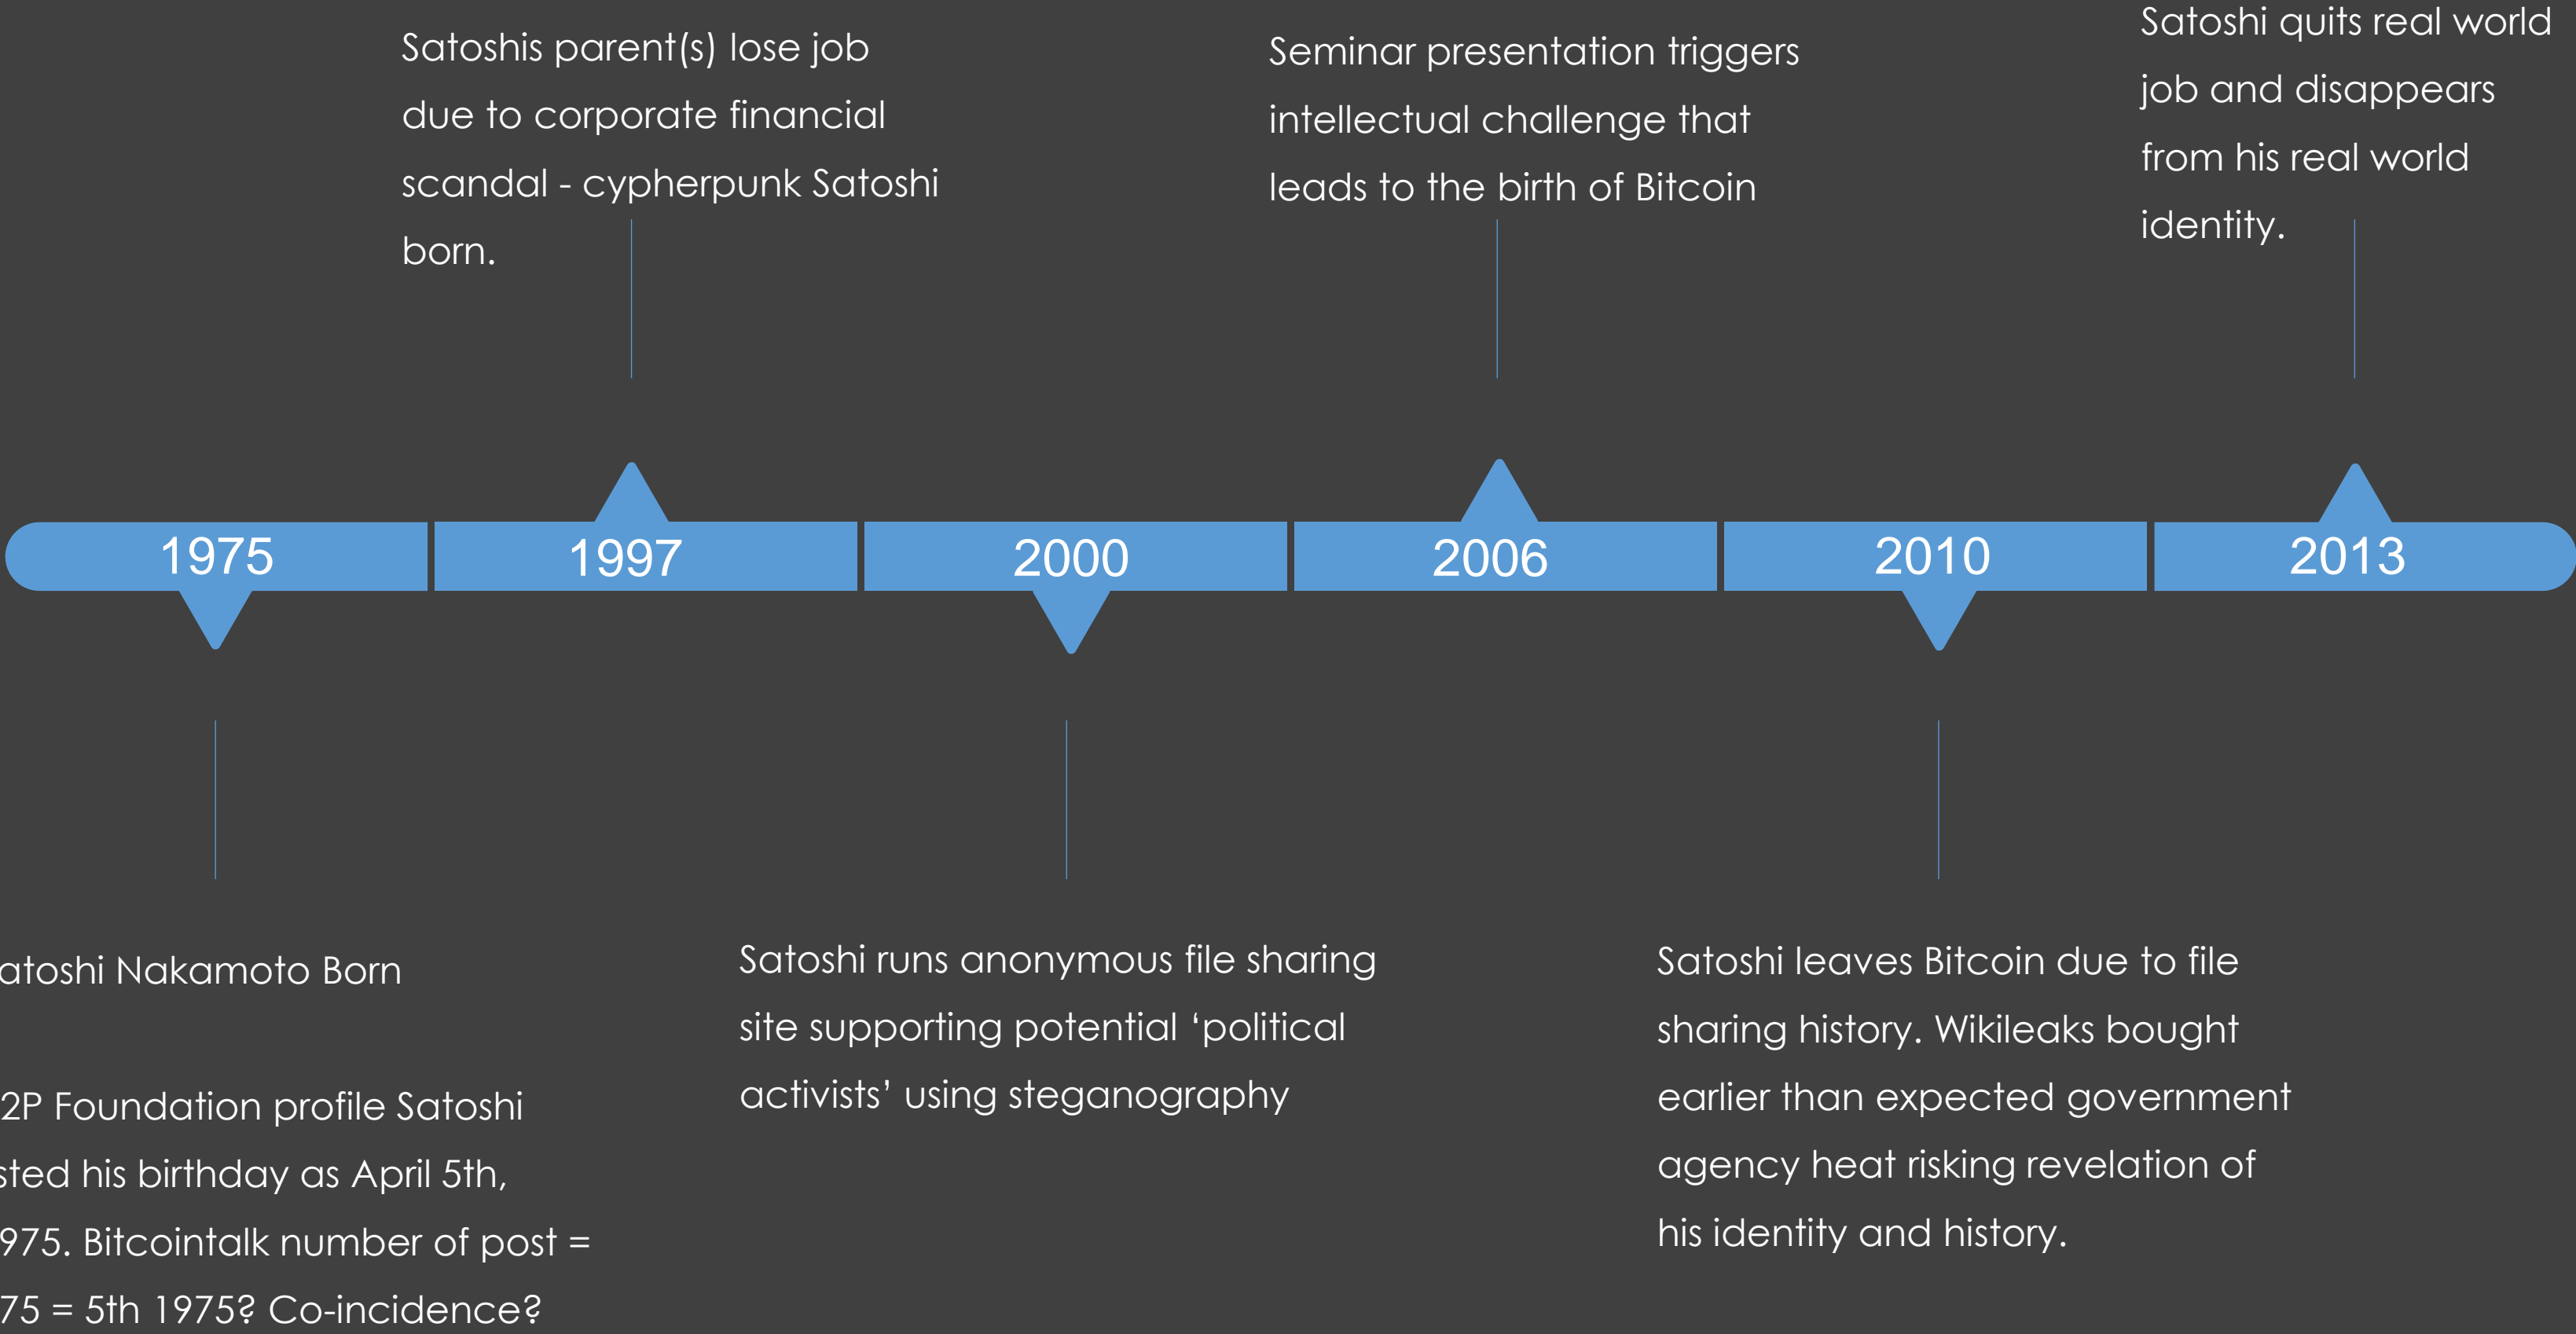 Satoshis parent(s) lose job
due to corporate financial
scandal - cypherpunk Satoshi
born.
Seminar presentation triggers
intellectual challenge that
leads to the birth of Bitcoin
Satoshi quits real world
job and disappears
from his real world
identity.
1975
1997
2000
2006
2010
2013
atoshi Nakamoto Born
2P Foundation profile Satoshi
sted his birthday as April 5th,
975. Bitcointalk number of post =
75 = 5th 1975? Co-incidence?
Satoshi runs anonymous file sharing
site supporting potential ‘political
activists’ using steganography
Satoshi leaves Bitcoin due to file
sharing history. Wikileaks bought
earlier than expected government
agency heat risking revelation of
his identity and history.